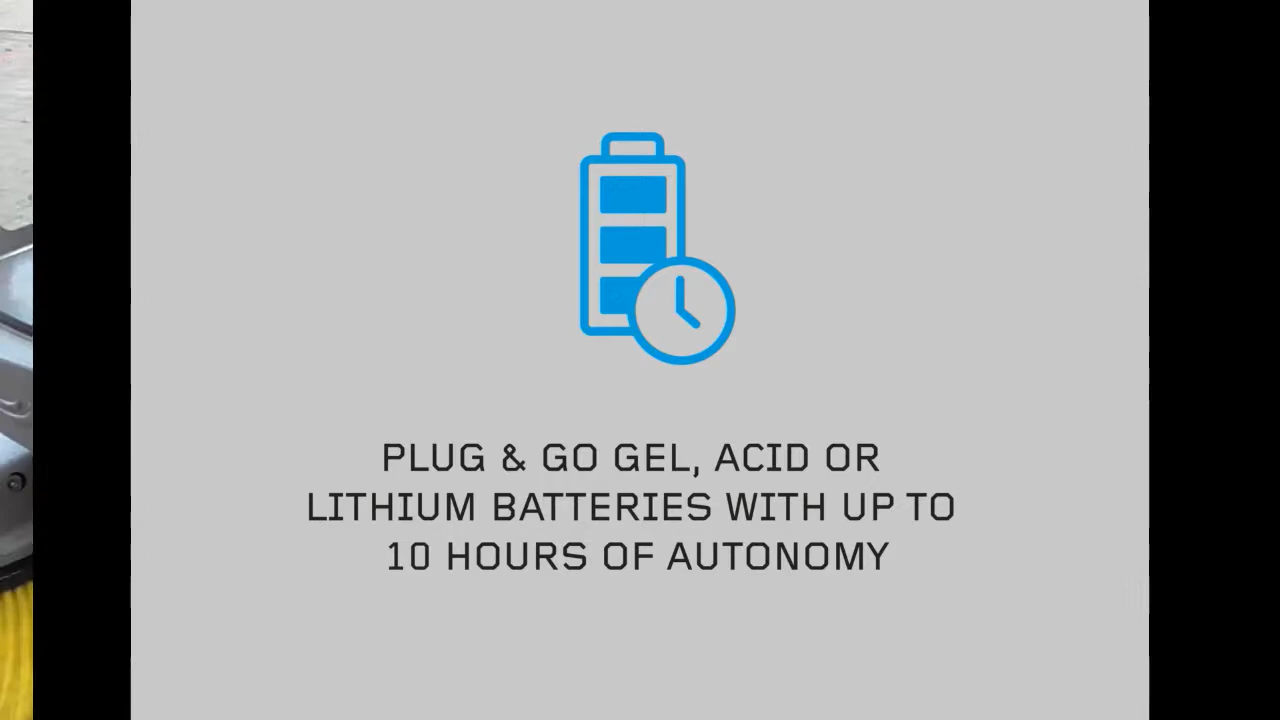 PLUG & GO GEL, ACID OR
LITHIUM BATTERIES WITH UP TO
10 HOURS OF AUTONOMY